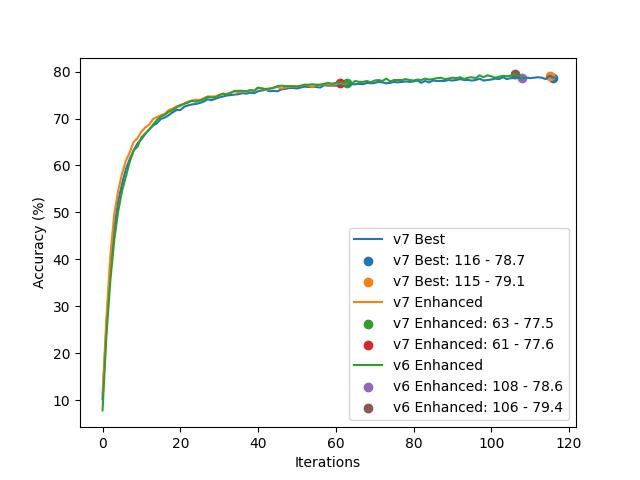 80
70
60
50
40
30
20
10
Accuracy (%)
0 20 40 60 80 100 120
Iterations
v7 Best
v7 Best: 116 - 78.7
v7 Best: 115 - 79.1
v7 Enhanced
v7 Enhanced: 63 - 77.5
v7 Enhanced: 61 - 77.6
v6 Enhanced
v6 Enhanced: 108 - 78.6
v6 Enhanced: 106 - 79.4